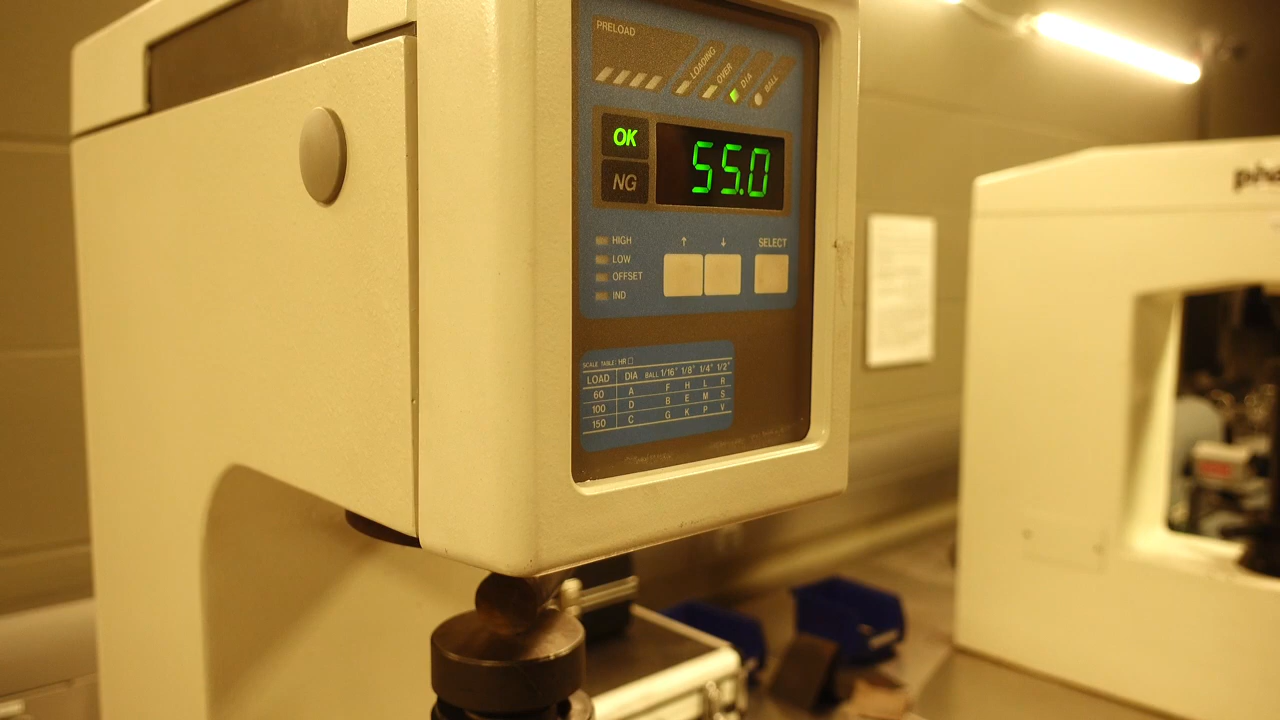 PRELOAD
LOADING
OVER
DIA
BALL
OK
55.0
NG
HIGH
LOW
OFFSET
IND
↑ ↓ SELECT
SCALE TABLE: HR□
LOAD DIA BALL 1/16" 1/8" 1/4" 1/2"
60 A F H L R
100 D B E M S
150 C G K P V